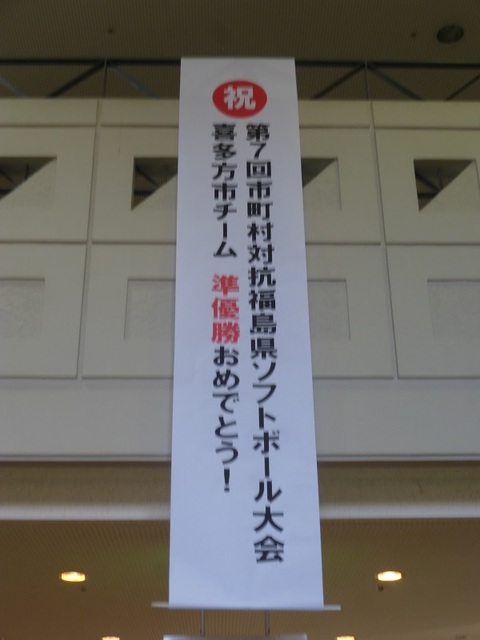 祝
第7回市町村対抗福島県ソフトボール大会
喜多方市チーム 準優勝おめでとう!